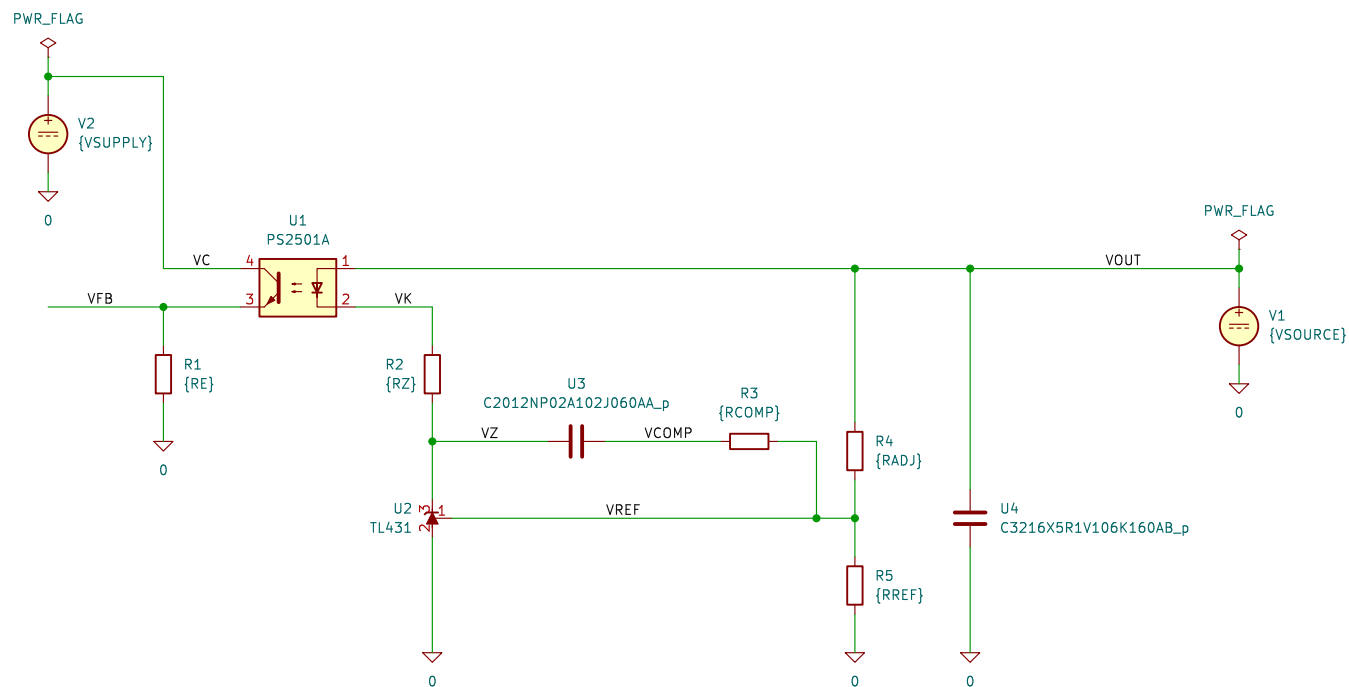 PWR_FLAG
V2
{VSUPPLY}
0
U1
PS2501A
VC
4
1
VFB
3
2
VK
VOUT
PWR_FLAG
V1
{VSOURCE}
0
R1
{RE}
0
R2
{RZ}
U3
C2012NP02A102J060AA_p
R3
{RCOMP}
VZ
VCOMP
R4
{RADJ}
U2
TL431
3
1
2
VREF
U4
C3216X5R1V106K160AB_p
R5
{RREF}
0
0
0